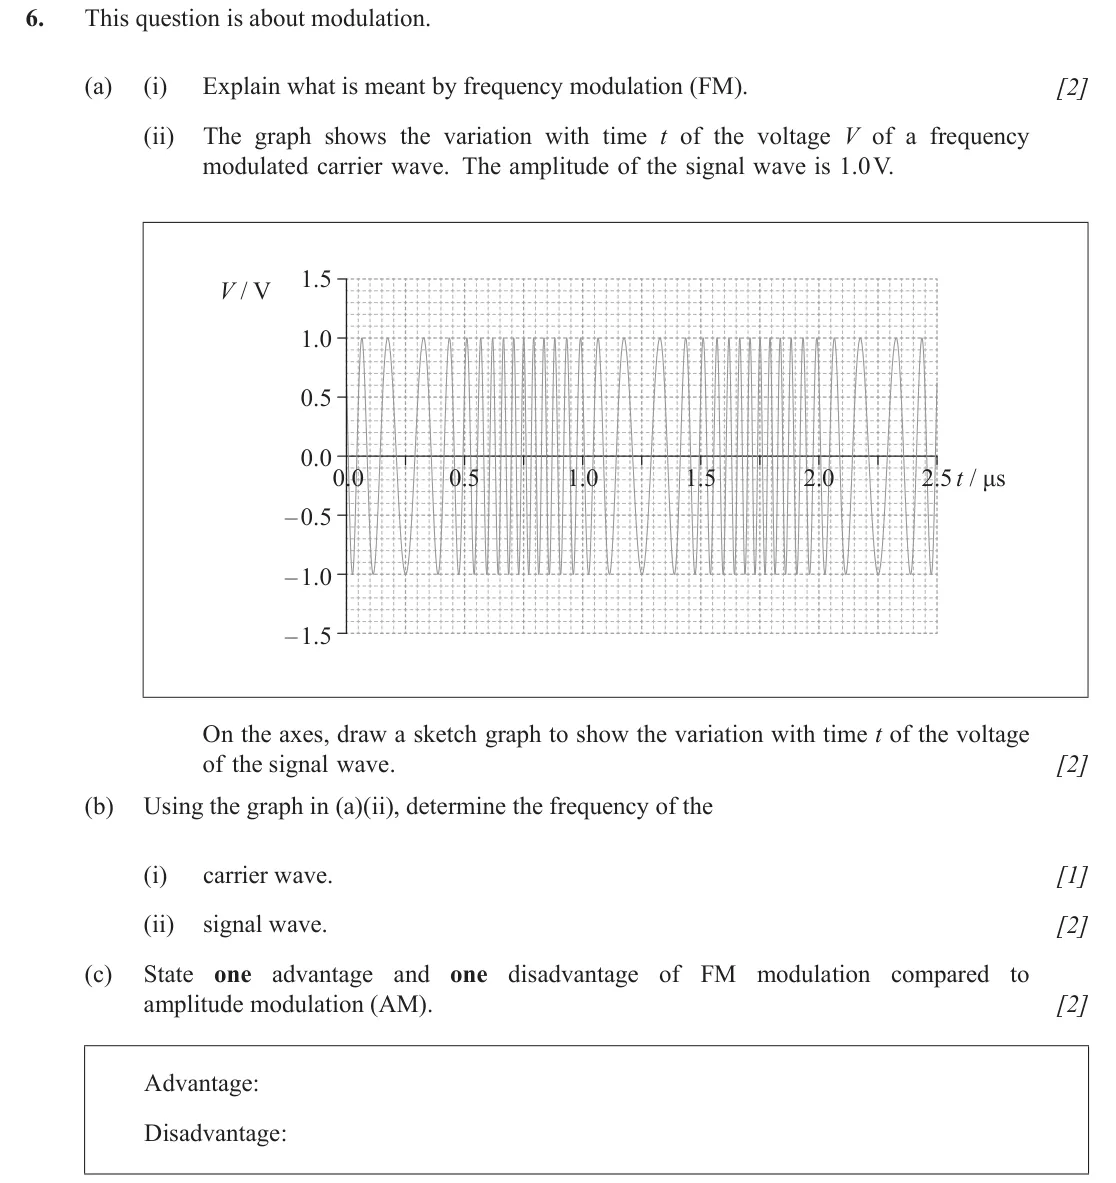 6. This question is about modulation.
(a) (i) Explain what is meant by frequency modulation (FM). [2]
(ii) The graph shows the variation with time t of the voltage V of a frequency
modulated carrier wave. The amplitude of the signal wave is 1.0V.
V / V
1.5
1.0
0.5
0.0
–0.5
–1.0
–1.5
0.0 0.5 1.0 1.5 2.0 2.5 t / μs
On the axes, draw a sketch graph to show the variation with time t of the voltage
of the signal wave. [2]
(b) Using the graph in (a)(ii), determine the frequency of the
(i) carrier wave. [1]
(ii) signal wave. [2]
(c) State one advantage and one disadvantage of FM modulation compared to
amplitude modulation (AM). [2]
Advantage:
Disadvantage: